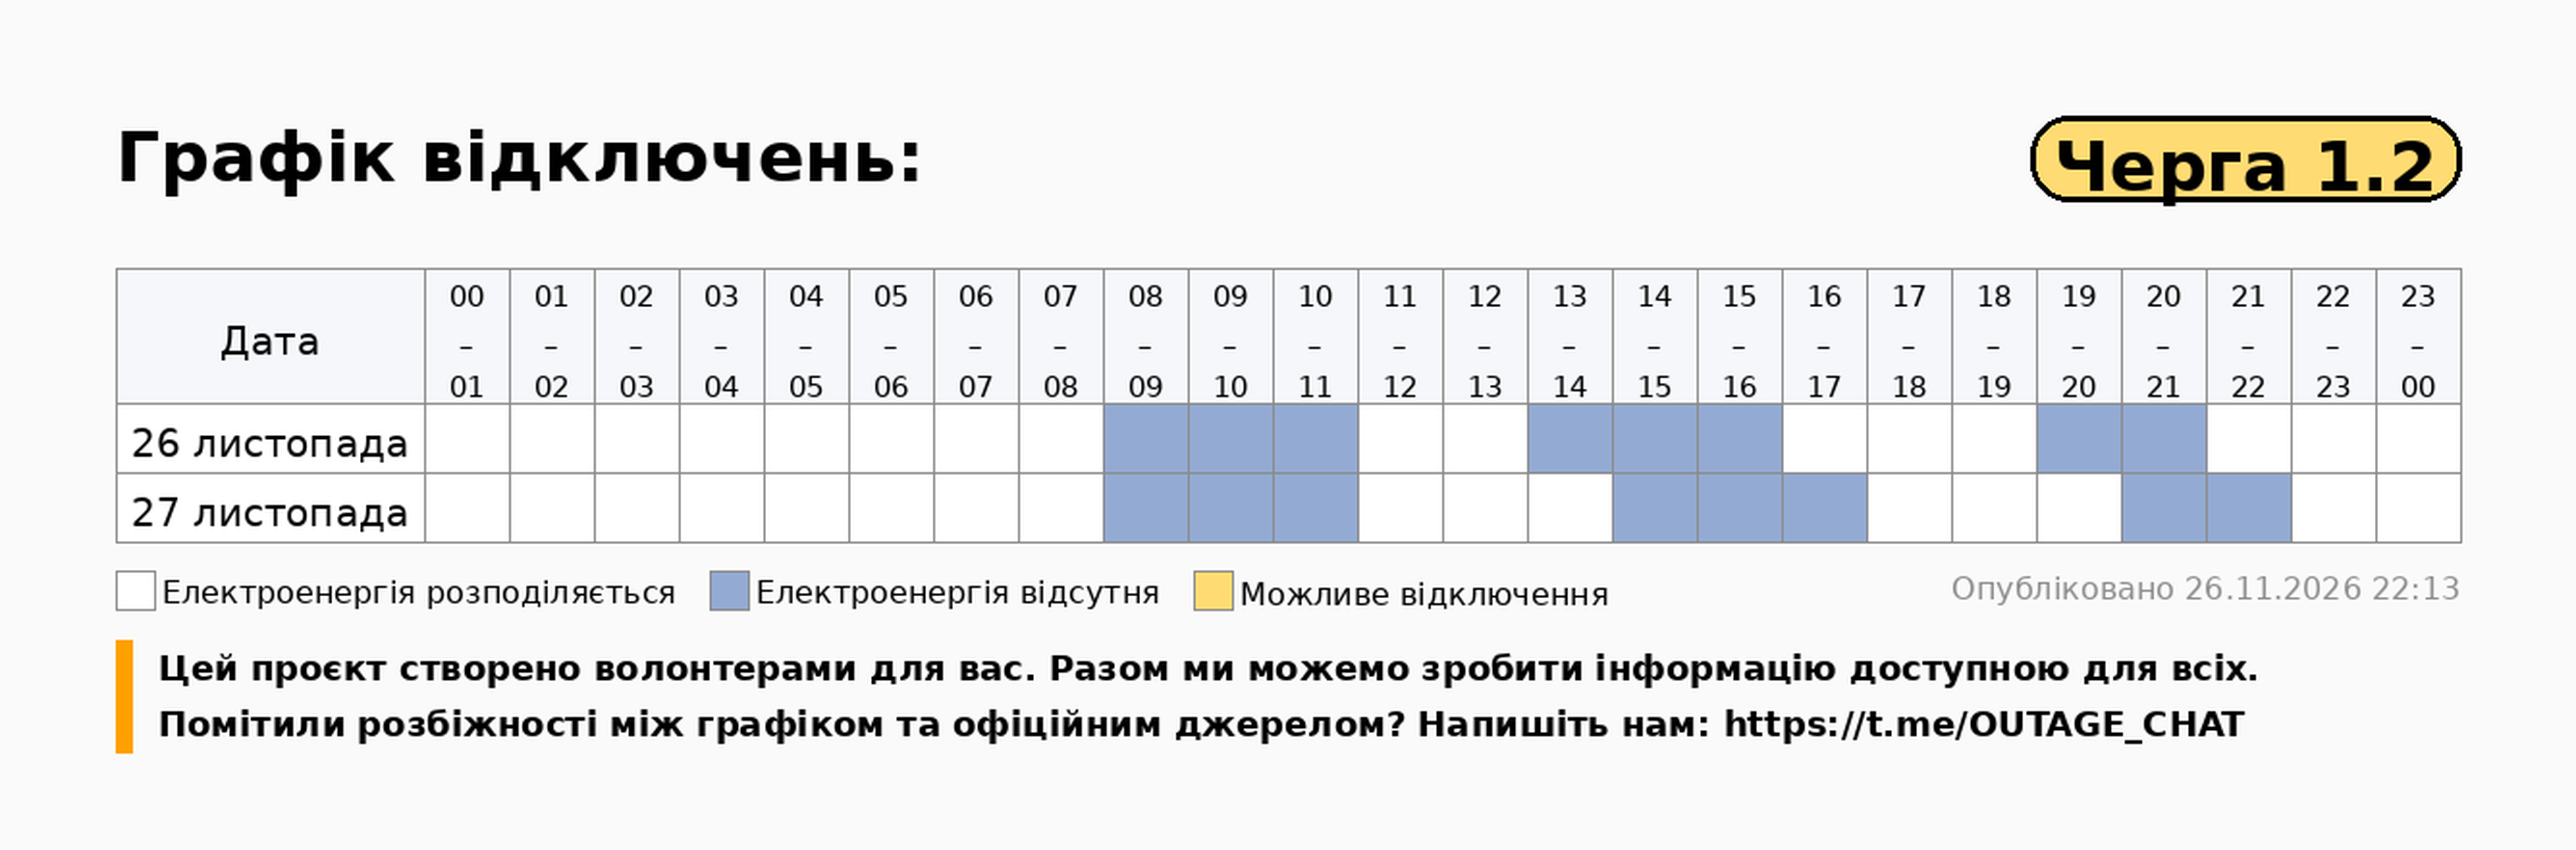 Графік відключень:
Черга 1.2
Дата 00 – 01 01 – 02 02 – 03 03 – 04 04 – 05 05 – 06 06 – 07 07 – 08 08 – 09 09 – 10 10 – 11 11 – 12 12 – 13 13 – 14 14 – 15 15 – 16 16 – 17 17 – 18 18 – 19 19 – 20 20 – 21 21 – 22 22 – 23 23 – 00
26 листопада
27 листопада
Електроенергія розподіляється Електроенергія відсутня Можливе відключення Опубліковано 26.11.2026 22:13
Цей проєкт створено волонтерами для вас. Разом ми можемо зробити інформацію доступною для всіх.
Помітили розбіжності між графіком та офіційним джерелом? Напишіть нам: https://t.me/OUTAGE_CHAT